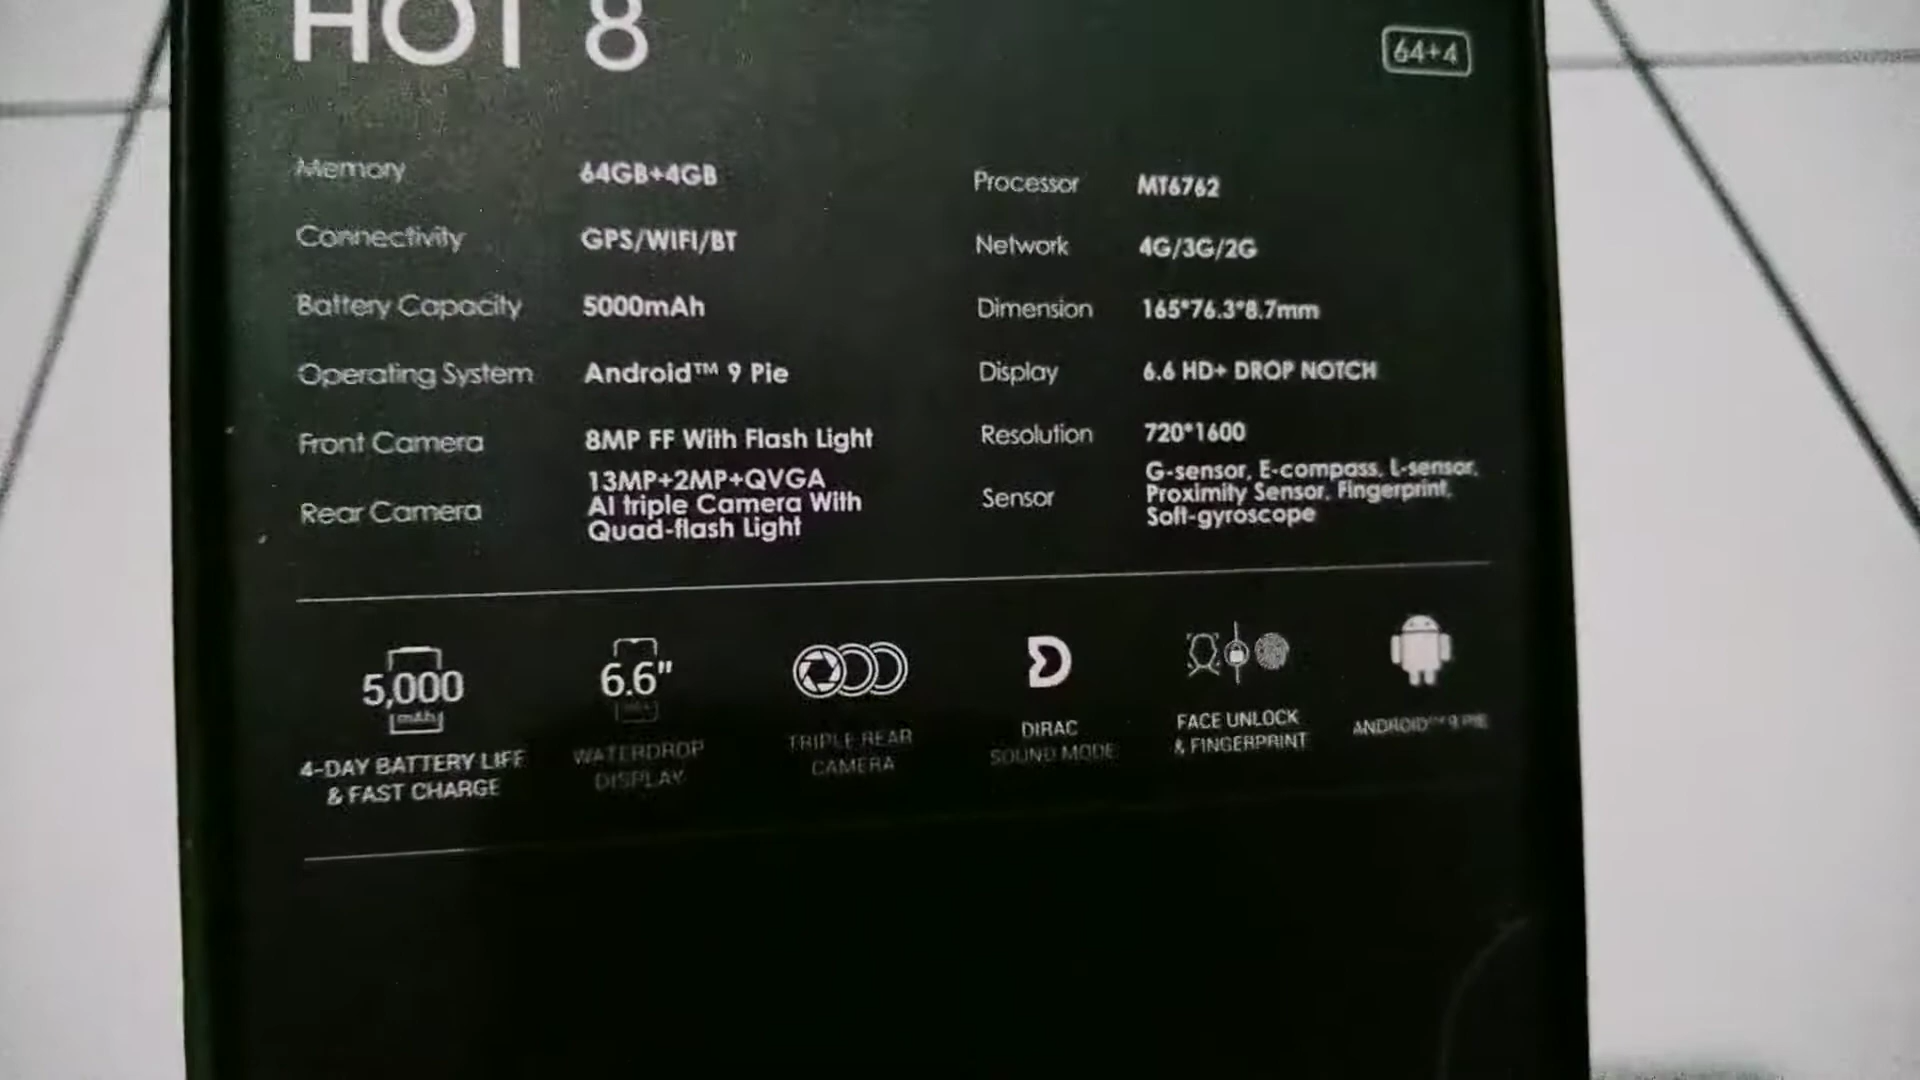 HOT 8
64+4
Memory 64GB+4GB
Connectivity GPS/WIFI/BT
Battery Capacity 5000mAh
Operating System Android™ 9 Pie
Front Camera 8MP FF With Flash Light
Rear Camera 13MP+2MP+QVGA
AI triple Camera With
Quad-flash Light
Processor MT6762
Network 4G/3G/2G
Dimension 165*76.3*8.7mm
Display 6.6 HD+ DROP NOTCH
Resolution 720*1600
Sensor G-sensor, E-compass, L-sensor,
Proximity Sensor, Fingerprint,
Soft-gyroscope
5,000
mAh
4-DAY BATTERY LIFE
& FAST CHARGE
6.6"
WATERDROP
DISPLAY
TRIPLE REAR
CAMERA
DIRAC
SOUND MODE
FACE UNLOCK
& FINGERPRINT
ANDROID™ 9 PIE